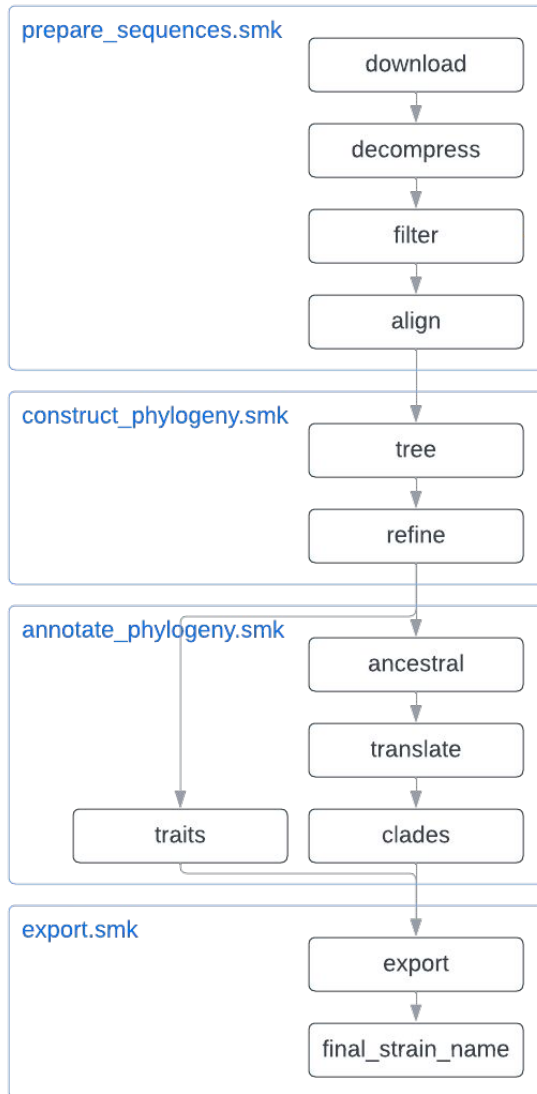 prepare_sequences.smk
download
decompress
filter
align
construct_phylogeny.smk
tree
refine
annotate_phylogeny.smk
ancestral
translate
traits
clades
export.smk
export
final_strain_name